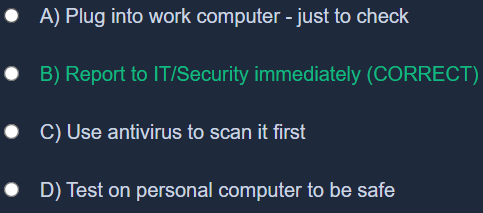 A) Plug into work computer - just to check
B) Report to IT/Security immediately (CORRECT)
C) Use antivirus to scan it first
D) Test on personal computer to be safe